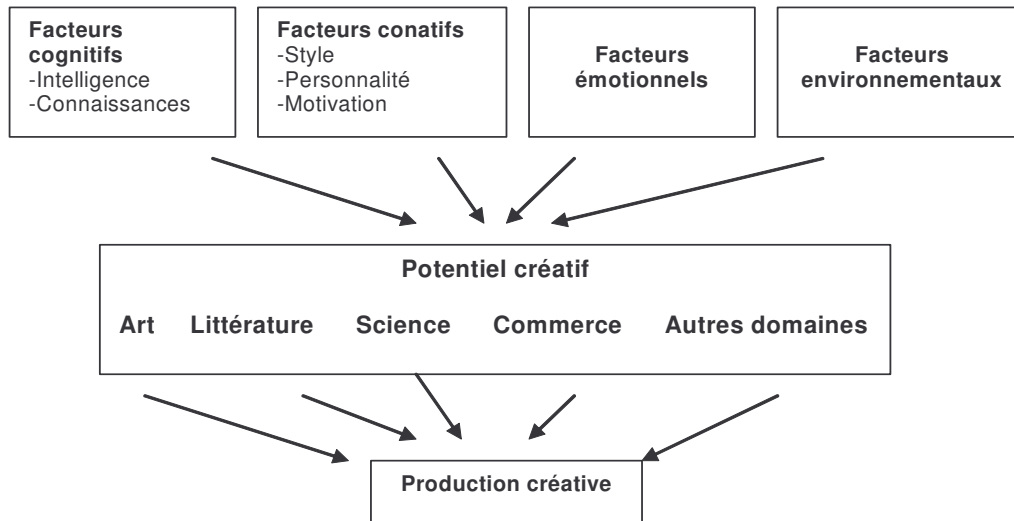 Facteurs
cognitifs
-Intelligence
-Connaissances
Facteurs conatifs
-Style
-Personnalité
-Motivation
Facteurs
émotionnels
Facteurs
environnementaux
Potentiel créatif
Art Littérature Science Commerce Autres domaines
Production créative